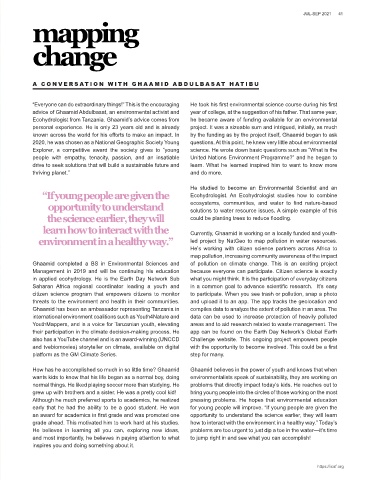 JUL-SEP 2021 41
mapping
change
A CONVERSATION WITH GHAAMID ABDULBASAT HATIBU
"Everyone can do extraordinary things!" This is the encouraging
advice of Ghaamid Abdulbasat, an environmental activist and
Ecohydrologist from Tanzania. Ghaamid's advice comes from
personal experience. He is only 23 years old and is already
known across the world for his efforts to make an impact. In
2020, he was chosen as a National Geographic Society Young
Explorer, a competitive award the society gives to "young
people with empathy, tenacity, passion, and an insatiable
drive to seek solutions that will build a sustainable future and
thriving planet."
"If young people are given the
opportunity to understand
the science earlier, they will
learn how to interact with the
environment in a healthy way."
Ghaamid completed a BS in Environmental Sciences and
Management in 2019 and will be continuing his education
in applied ecohydrology. He is the Earth Day Network Sub
Saharan Africa regional coordinator leading a youth and
citizen science program that empowers citizens to monitor
threats to the environment and health in their communities.
Ghaamid has been an ambassador representing Tanzania in
international environment coalitions such as Youth4Nature and
YouthMappers, and is a voice for Tanzanian youth, elevating
their participation in the climate decision-making process. He
also has a YouTube channel and is an award-winning (UNCCD
and tvebiomovies) storyteller on climate, available on digital
platform as the GM Climate Series.
How has he accomplished so much in so little time? Ghaamid
wants kids to know that his life began as a normal boy, doing
normal things. He liked playing soccer more than studying. He
grew up with brothers and a sister. He was a pretty cool kid!
Although he much preferred sports to academics, he realized
early that he had the ability to be a good student. He won
an award for academics in first grade and was promoted one
grade ahead. This motivated him to work hard at his studies.
He believes in learning all you can, exploring new ideas,
and most importantly, he believes in paying attention to what
inspires you and doing something about it.
He took his first environmental science course during his first
year of college, at the suggestion of his father. That same year,
he became aware of funding available for an environmental
project. It was a sizeable sum and intrigued, initially, as much
by the funding as by the project itself, Ghaamid began to ask
questions. At this point, he knew very little about environmental
science. He wrote down basic questions such as "What is the
United Nations Environment Programme?" and he began to
learn. What he learned inspired him to want to know more
and do more.
He studied to become an Environmental Scientist and an
Ecohydrologist. An Ecohydrologist studies how to combine
ecosystems, communities, and water to find nature-based
solutions to water resource issues. A simple example of this
could be planting trees to reduce flooding.
Currently, Ghaamid is working on a locally funded and youth-
led project by NatGeo to map pollution in water resources.
He's working with citizen science partners across Africa to
map pollution, increasing community awareness of the impact
of pollution on climate change. This is an exciting project
because everyone can participate. Citizen science is exactly
what you might think. It is the participation of everyday citizens
in a common goal to advance scientific research. It's easy
to participate. When you see trash or pollution, snap a photo
and upload it to an app. The app tracks the geolocation and
compiles data to analyze the extent of pollution in an area. The
data can be used to increase protection of heavily polluted
areas and to aid research related to waste management. The
app can be found on the Earth Day Network's Global Earth
Challenge website. This ongoing project empowers people
with the opportunity to become involved. This could be a first
step for many.
Ghaamid believes in the power of youth and knows that when
environmentalists speak of sustainability, they are working on
problems that directly impact today's kids. He reaches out to
bring young people into the circles of those working on the most
pressing problems. He hopes that environmental education
for young people will improve. "If young people are given the
opportunity to understand the science earlier, they will learn
how to interact with the environment in a healthy way." Today's
problems are too urgent to just dip a toe in the water—it's time
to jump right in and see what you can accomplish!